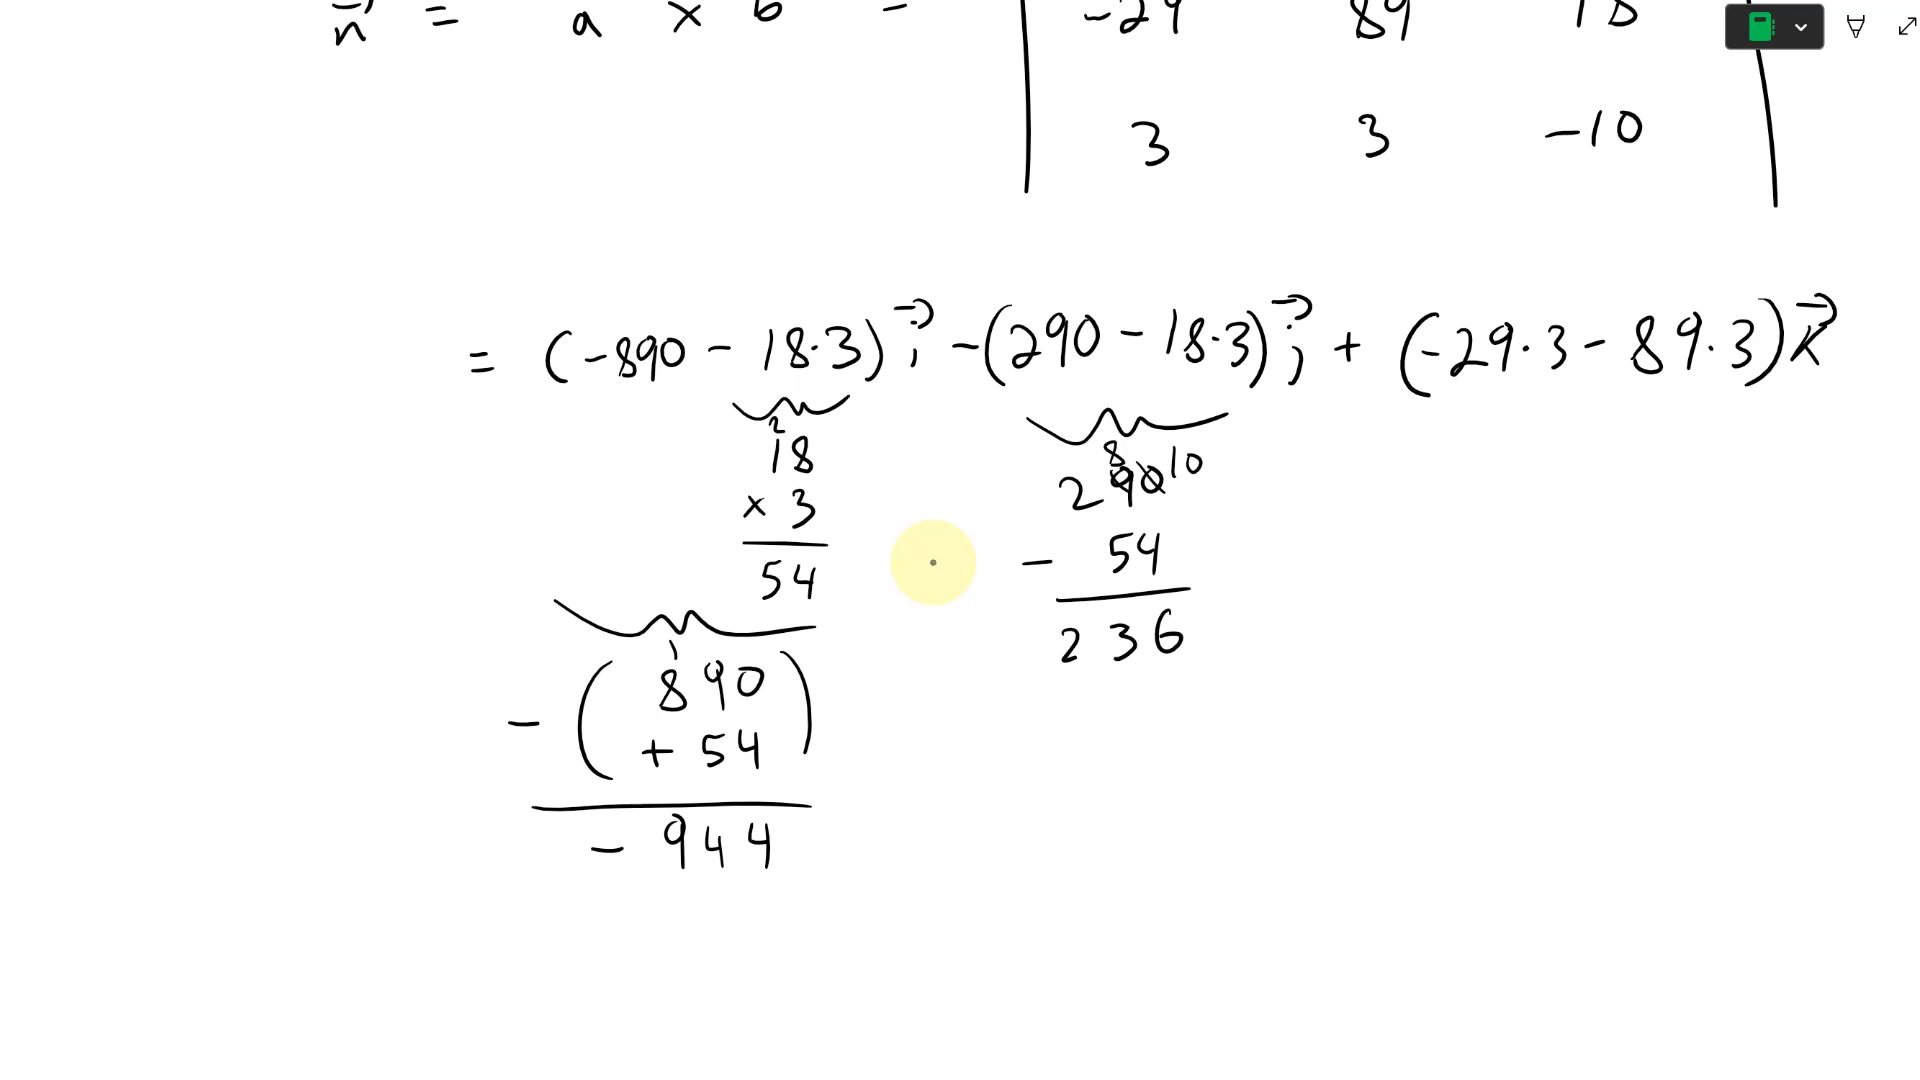 n⃗ = a × b = | -29 89 18 |
3 3 -10
= (-890 - 18·3) i⃗ - (290 - 18·3) j⃗ + (-29·3 - 89·3) k⃗
2
18
× 3
54
8 10
290
- 54
236
1
- ( 890
+ 54 )
- 944